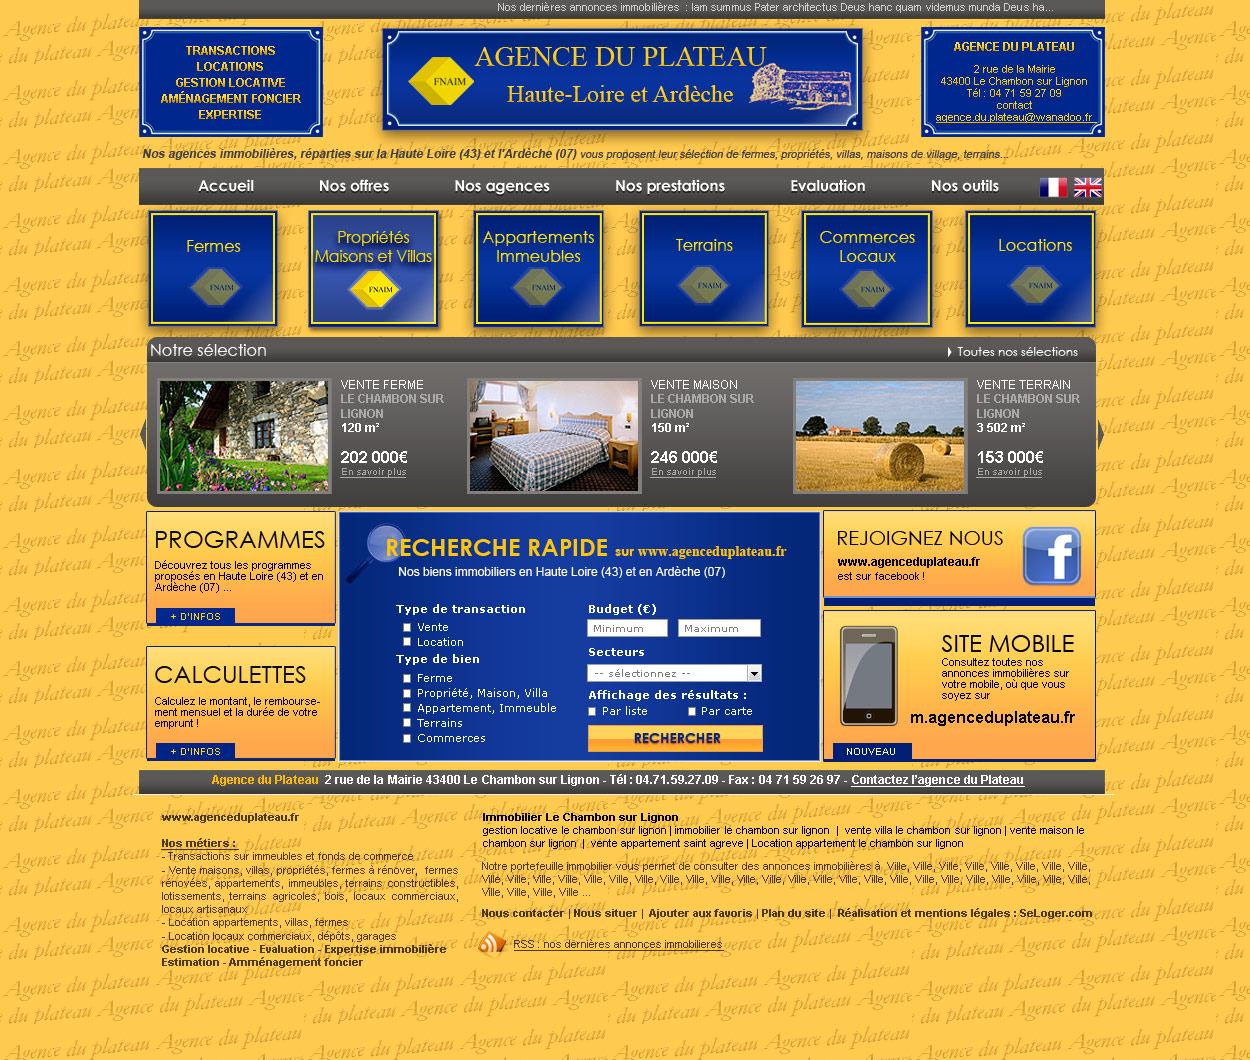 Nos dernières annonces immobilières : Iam summus Pater architectus Deus hanc quam videmus munda Deus ha...
TRANSACTIONS
LOCATIONS
GESTION LOCATIVE
AMÉNAGEMENT FONCIER
EXPERTISE
AGENCE DU PLATEAU
FNAIM
Haute-Loire et Ardèche
AGENCE DU PLATEAU
2 rue de la Mairie
43400 Le Chambon sur Lignon
Tél : 04 71 59 27 09
contact
agence.du.plateau@wanadoo.fr
Nos agences immobilières, réparties sur la Haute Loire (43) et l'Ardèche (07) vous proposent leur sélection de fermes, propriétés, villas, maisons de village, terrains...
Accueil Nos offres Nos agences Nos prestations Evaluation Nos outils
Fermes
FNAIM
Propriétés
Maisons et Villas
FNAIM
Appartements
Immeubles
FNAIM
Terrains
FNAIM
Commerces
Locaux
FNAIM
Locations
FNAIM
Notre sélection
Toutes nos sélections
VENTE FERME
LE CHAMBON SUR
LIGNON
120 m²
202 000€
En savoir plus
VENTE MAISON
LE CHAMBON SUR
LIGNON
150 m²
246 000€
En savoir plus
VENTE TERRAIN
LE CHAMBON SUR
LIGNON
3 502 m²
153 000€
En savoir plus
PROGRAMMES
Découvrez tous les programmes
proposés en Haute Loire (43) et en
Ardèche (07) ...
+ D'INFOS
CALCULETTES
Calculez le montant, le rembourse-
ment mensuel et la durée de votre
emprunt !
+ D'INFOS
RECHERCHE RAPIDE sur www.agenceduplateau.fr
Nos biens immobiliers en Haute Loire (43) et en Ardèche (07)
Type de transaction
Vente
Location
Type de bien
Ferme
Propriété, Maison, Villa
Appartement, Immeuble
Terrains
Commerces
Budget (€)
Minimum Maximum
Secteurs
-- sélectionnez --
Affichage des résultats :
Par liste Par carte
RECHERCHER
REJOIGNEZ NOUS
www.agenceduplateau.fr
est sur facebook !
f
SITE MOBILE
Consultez toutes nos
annonces immobilières sur
votre mobile, où que vous
soyez sur
m.agenceduplateau.fr
NOUVEAU
Agence du Plateau 2 rue de la Mairie 43400 Le Chambon sur Lignon - Tél : 04.71.59.27.09 - Fax : 04 71 59 26 97 - Contactez l'agence du Plateau
www.agenceduplateau.fr
Nos métiers :
- Transactions sur immeubles et fonds de commerce
- Vente maisons, villas, propriétés, fermes à rénover, fermes
rénovées, appartements, immeubles, terrains constructibles,
lotissements, terrains agricoles, bois, locaux commerciaux,
locaux artisanaux
- Location appartements, villas, fermes
- Location locaux commerciaux, dépôts, garages
Gestion locative - Evaluation - Expertise immobilière
Estimation - Amménagement foncier
Immobilier Le Chambon sur Lignon
gestion locative le chambon sur lignon | immobilier le chambon sur lignon | vente villa le chambon sur lignon | vente maison le
chambon sur lignon | vente appartement saint agreve | Location appartement le chambon sur lignon
Notre portefeuille immobilier vous permet de consulter des annonces immobilières à Ville, Ville, Ville, Ville, Ville, Ville, Ville, Ville,
Ville, Ville, Ville, Ville, Ville, Ville, Ville, Ville, Ville, Ville, Ville, Ville, Ville, Ville, Ville, Ville, Ville, Ville, Ville, Ville, Ville, Ville, Ville, Ville,
Ville, Ville, Ville, Ville ...
Nous contacter | Nous situer | Ajouter aux favoris | Plan du site | Réalisation et mentions légales : SeLoger.com
RSS : nos dernières annonces immobilieres